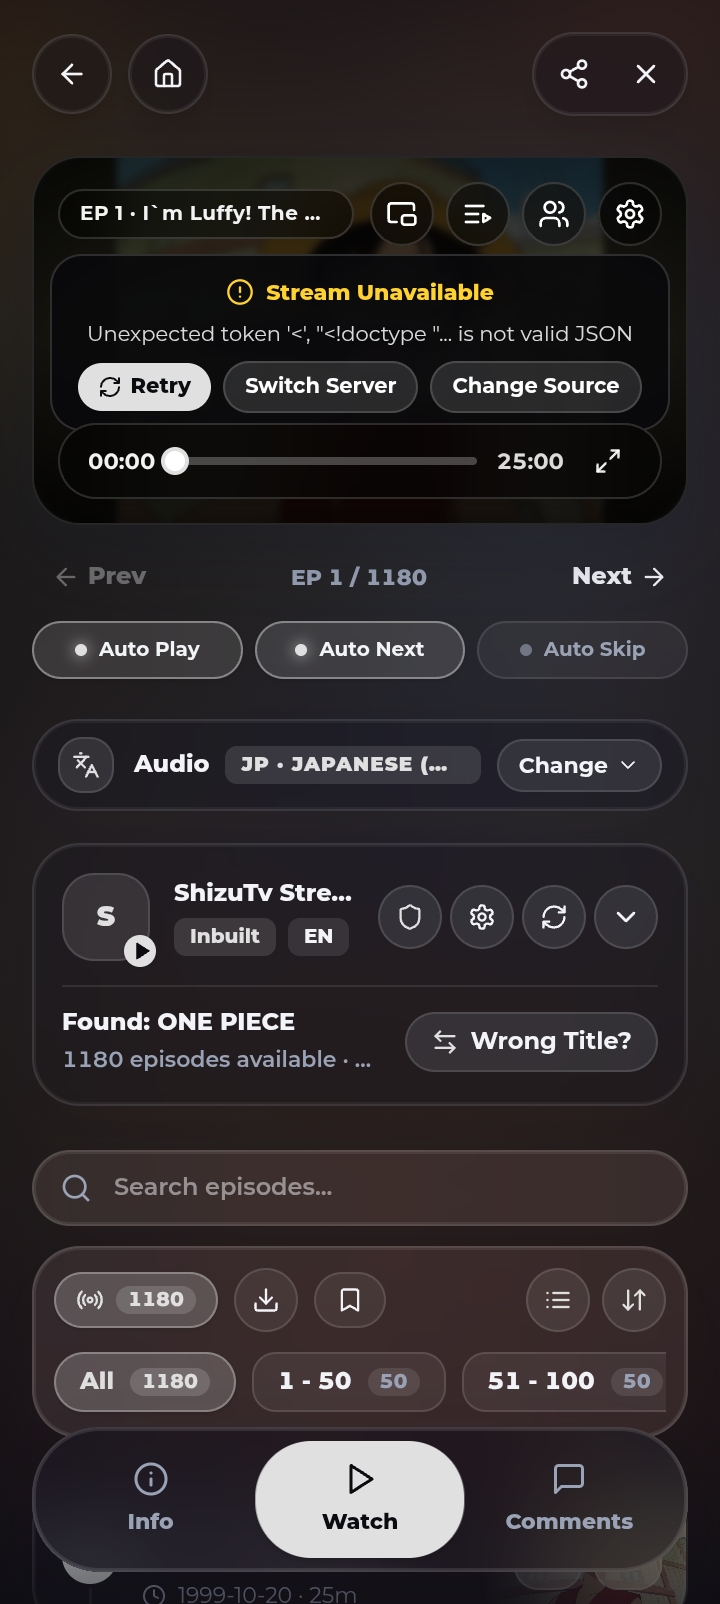 EP 1 · I`m Luffy! The ...
Stream Unavailable
Unexpected token '<', "<!doctype "... is not valid JSON
Retry
Switch Server
Change Source
00:00
25:00
Prev
EP 1 / 1180
Next
Auto Play
Auto Next
Auto Skip
Audio
JP · JAPANESE (...
Change
S
ShizuTv Stre...
Inbuilt
EN
Found: ONE PIECE
1180 episodes available · ...
Wrong Title?
Search episodes...
1180
All 1180
1 - 50 50
51 - 100 50
Info
Watch
Comments
1999-10-20 · 25m